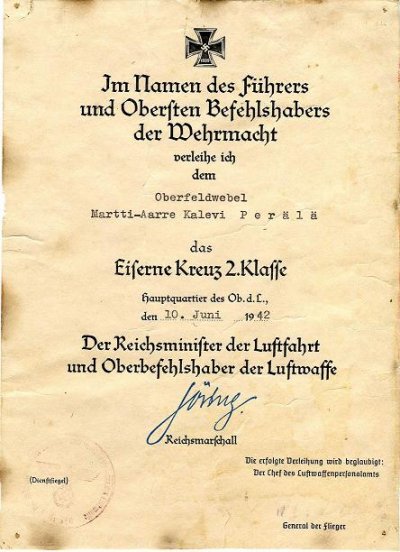 Im Namen des Führers
und Obersten Befehlshabers
der Wehrmacht
verleihe ich
dem
Oberfeldwebel
Martti-Aarre Kalevi P e r ä l ä
das
Eiserne Kreuz 2. Klasse
Hauptquartier des Ob. d. L.,
den 10. Juni 1942
Der Reichsminister der Luftfahrt
und Oberbefehlshaber der Luftwaffe
Göring
Reichsmarschall
Die erfolgte Verleihung wird beglaubigt:
Der Chef des Luftwaffenpersonalamts
(Dienstsiegel)
General der Flieger